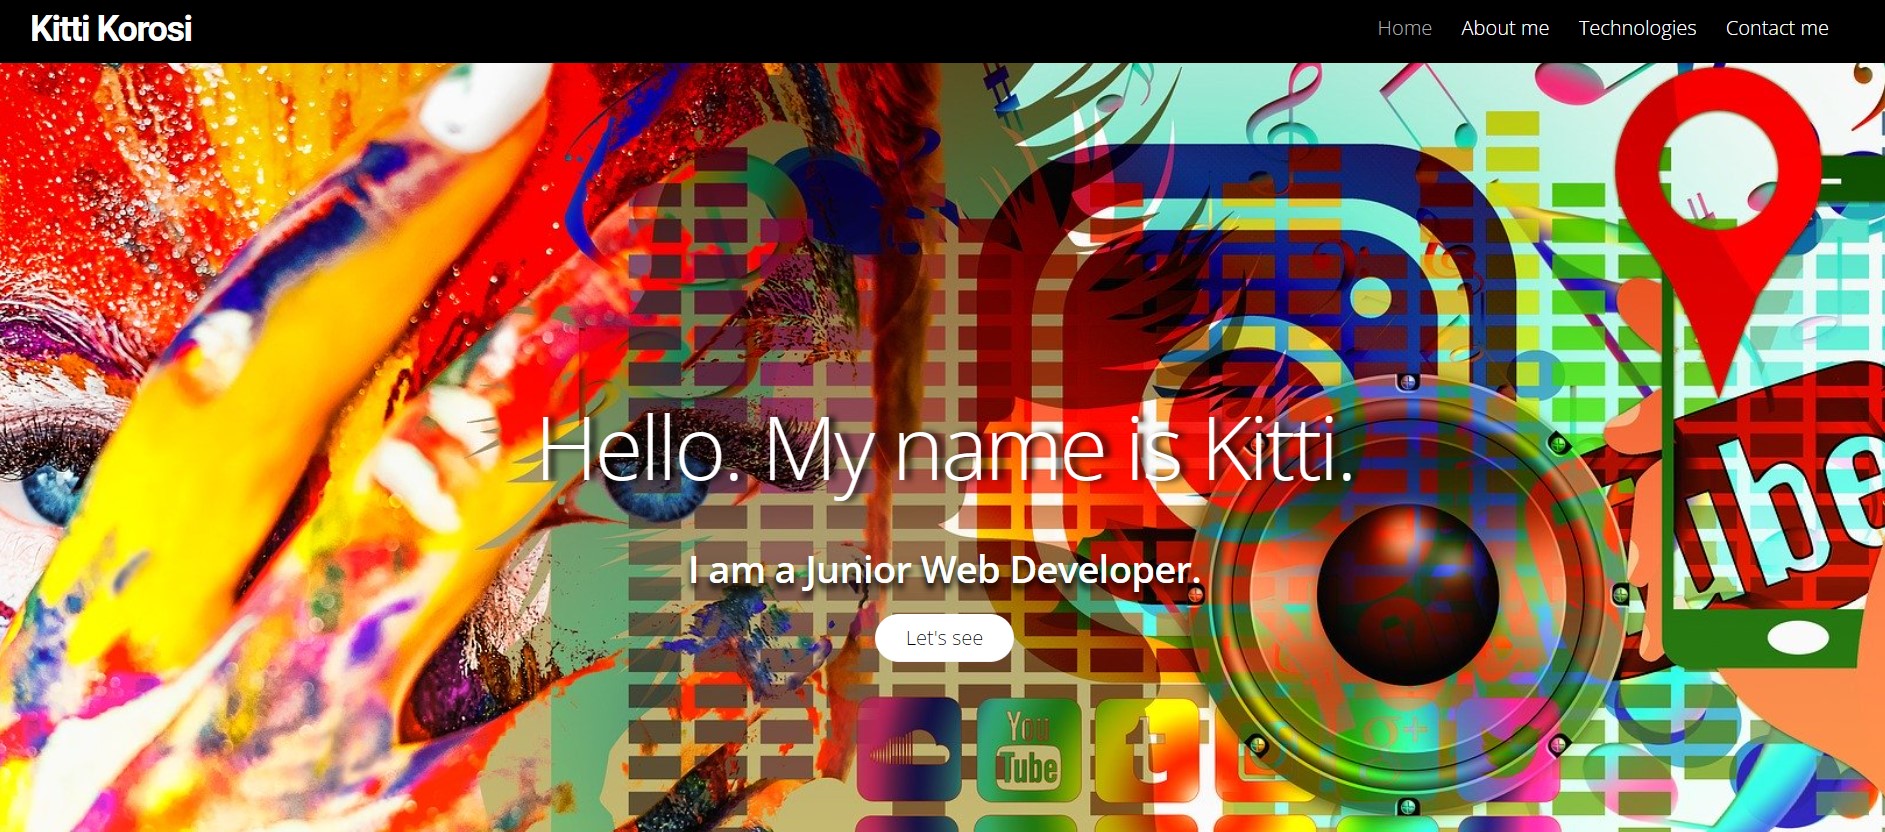 Kitti Korosi
Home About me Technologies Contact me
Hello. My name is Kitti.
I am a Junior Web Developer.
Let's see
You
Tube
t
g+
ube